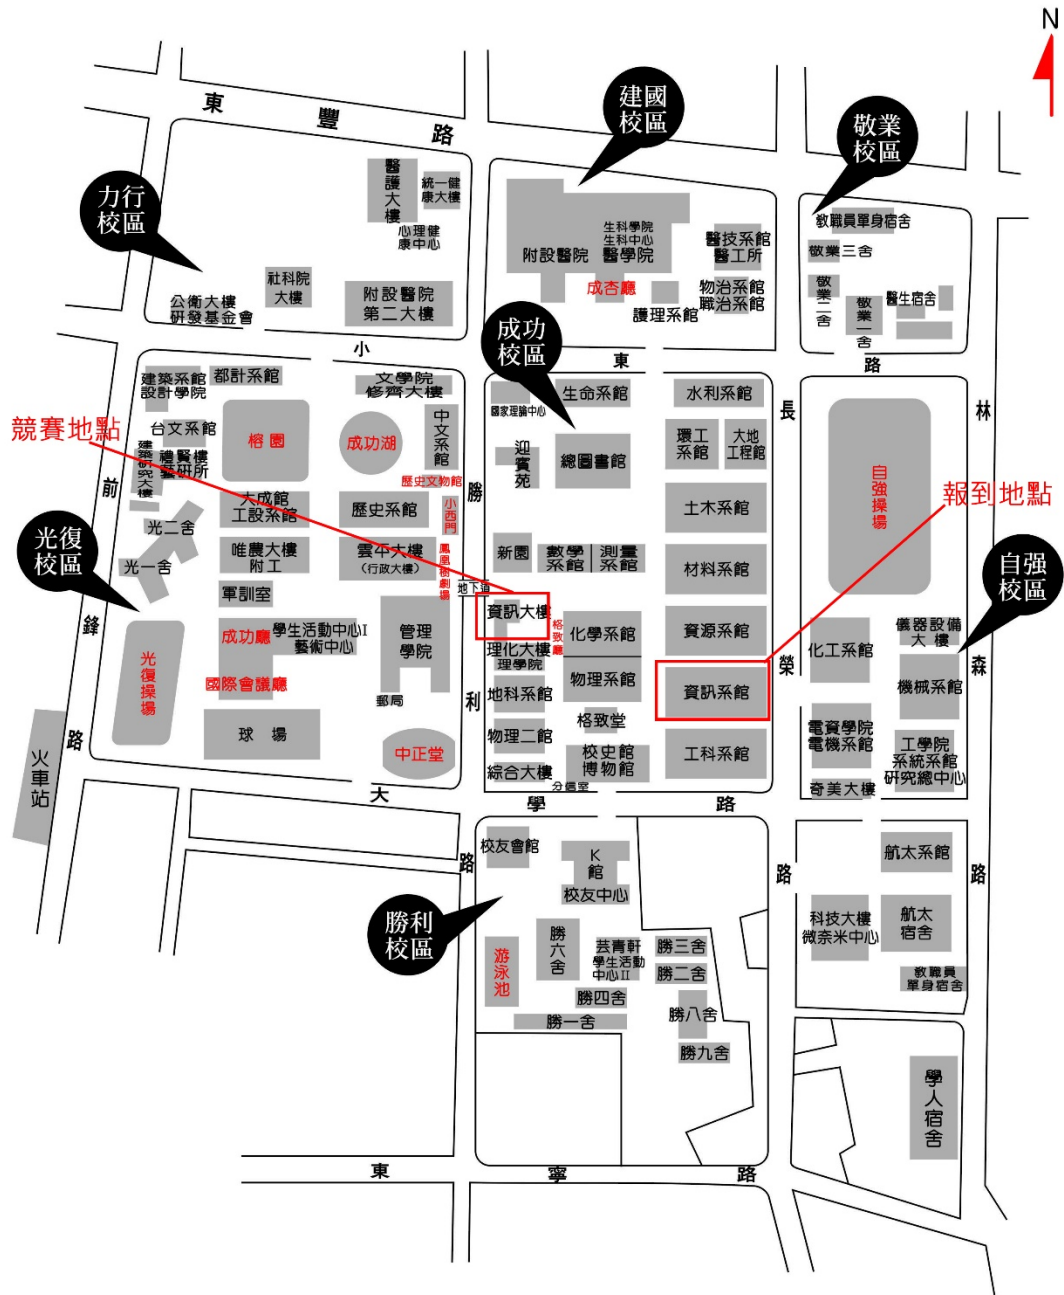 N
東豐路
建國
校區
敬業
校區
力行
校區
醫護大樓
統一健
康大樓
心理健
康中心
社科院
大樓
公衛大樓
研發基金會
附設醫院
第二大樓
生科學院
生科中心
附設醫院
醫學院
成杏廳
醫技系館
醫工所
物治系館
職治系館
護理系館
教職員單身宿舍
敬業三舍
敬業二舍
敬業一舍
醫生宿舍
小東路
成功
校區
建築系館
設計學院
都計系館
文學院
修齊大樓
台文系館
榕園
成功湖
中文系館
競賽地點
建築研究大樓
禮賢樓
藝研所
歷史文物館
大成館
工設系館
歷史系館
小西門
光二舍
唯農大樓
附工
雲平大樓
(行政大樓)
鳳凰樹劇場
光復
校區
光一舍
軍訓室
成功廳
學生活動中心I
藝術中心
管理
學院
國際會議廳
郵局
光復操場
球場
中正堂
前鋒路
火車站
勝利路
地下道
國家理論中心
生命系館
水利系館
迎賓苑
總圖書館
環工
系館
大地
工程館
土木系館
新園
數學
系館
測量
系館
材料系館
資訊大樓
格致廳
化學系館
資源系館
理化大樓
理學院
物理系館
地科系館
資訊系館
格致堂
物理二館
校史館
博物館
工科系館
綜合大樓
分信室
大學路
長榮路
林森路
自強操場
報到地點
自強
校區
化工系館
儀器設備
大樓
機械系館
電資學院
電機系館
工學院
系統系
研究總中心
奇美大樓
校友會館
K
館
校友中心
勝利
校區
游泳池
勝六舍
芸青軒
學生活動
中心II
勝三舍
勝二舍
勝四舍
勝一舍
勝八舍
勝九舍
航太系館
科技大樓
微奈米中心
航太
宿舍
教職員
單身宿舍
學人宿舍
東寧路